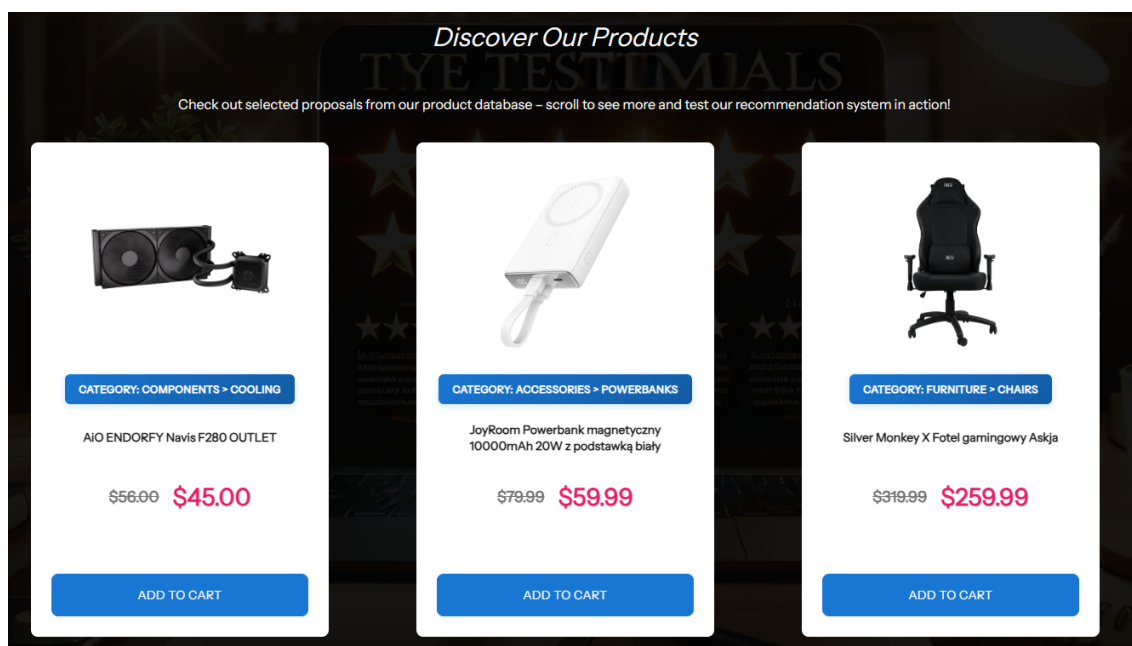 Discover Our Products
TYE TESTIMJALS
Check out selected proposals from our product database – scroll to see more and test our recommendation system in action!
CATEGORY: COMPONENTS > COOLING
AiO ENDORFY Navis F280 OUTLET
$56.00 $45.00
ADD TO CART
CATEGORY: ACCESSORIES > POWERBANKS
JoyRoom Powerbank magnetyczny
10000mAh 20W z podstawką biały
$79.99 $59.99
ADD TO CART
CATEGORY: FURNITURE > CHAIRS
Silver Monkey X Fotel gamingowy Askja
$319.99 $259.99
ADD TO CART